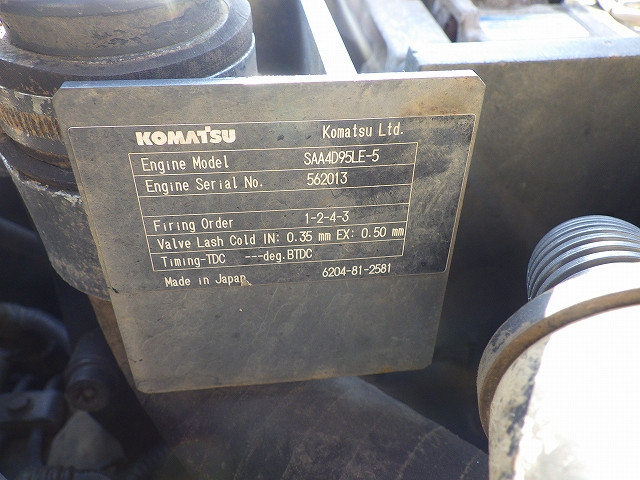 KOMATSU Komatsu Ltd.
Engine Model SAA4D95LE-5
Engine Serial No. 562013
Firing Order 1-2-4-3
Valve Lash Cold IN: 0.35 mm EX: 0.50 mm
Timing-TDC ---deg.BTDC
Made in Japan 6204-81-2581